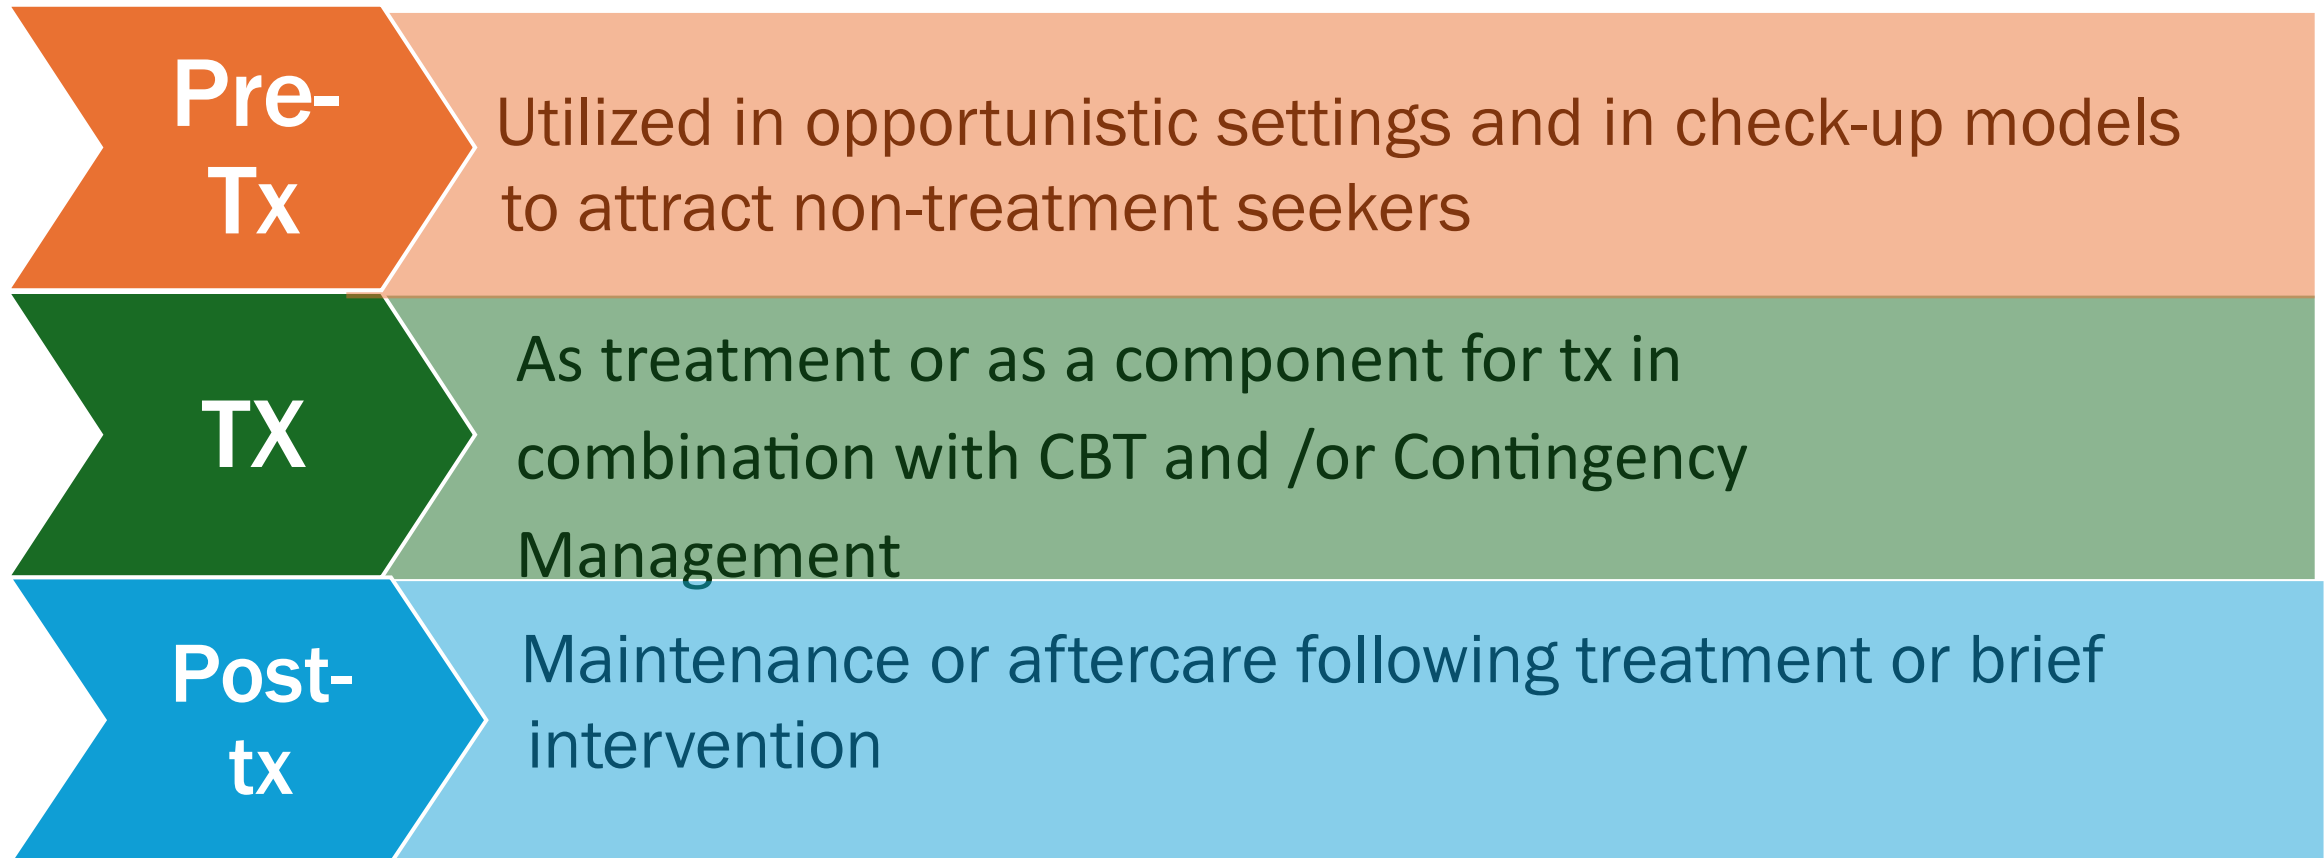 Pre-
Tx
Utilized in opportunistic settings and in check-up models
to attract non-treatment seekers
TX
As treatment or as a component for tx in
combination with CBT and /or Contingency
Management
Post-
tx
Maintenance or aftercare following treatment or brief
intervention